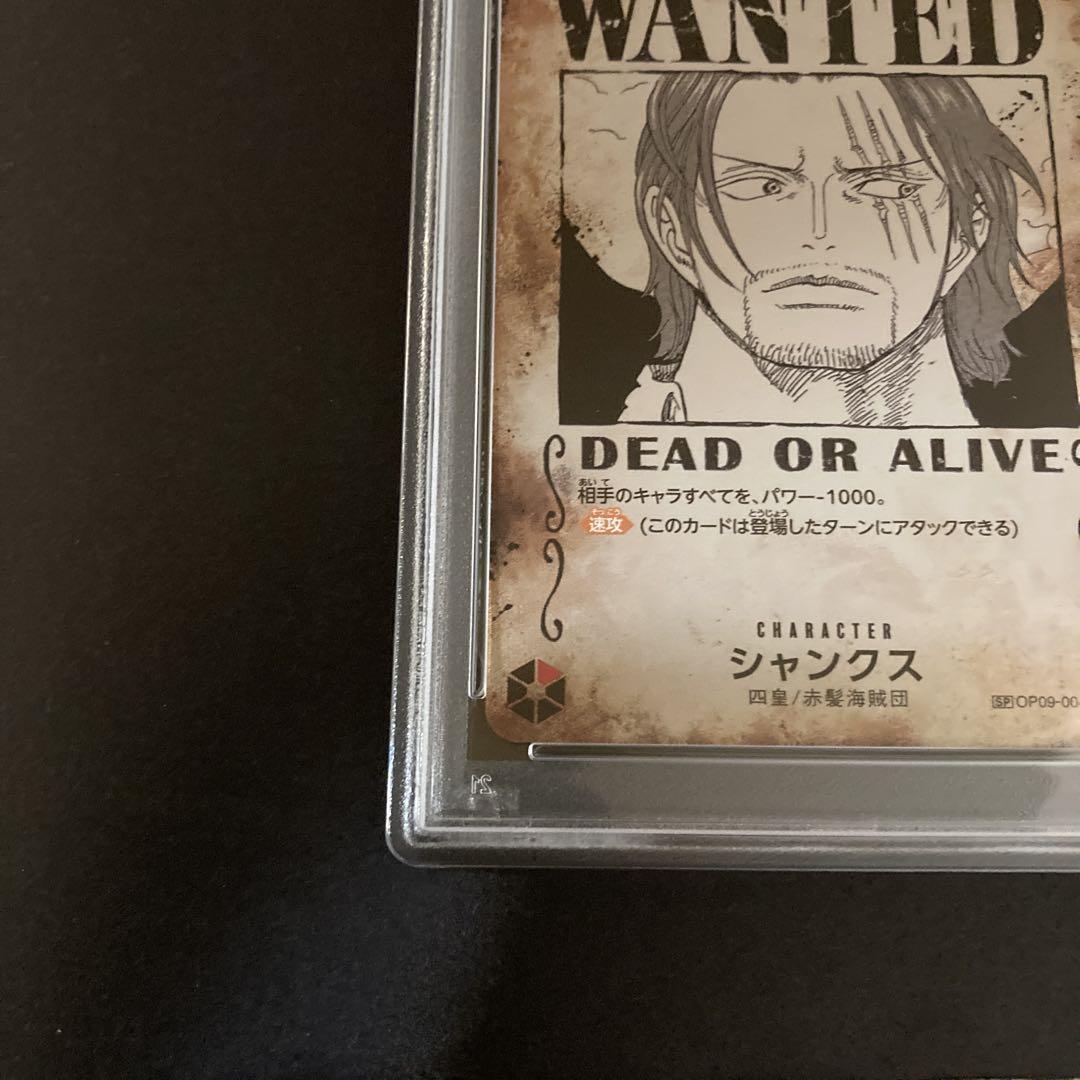 WANTED
DEAD OR ALIVE
相手のキャラすべてを、パワー-1000。
速攻 (このカードは登場したターンにアタックできる)
CHARACTER
シャンクス
四皇/赤髪海賊団
SP OP09-00
21